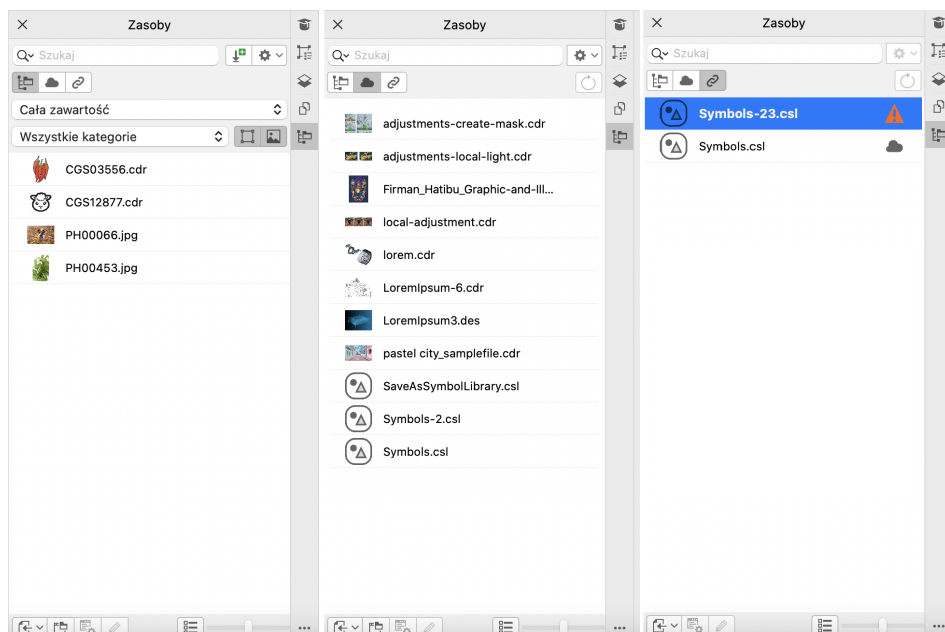 Zasoby
Szukaj
Cała zawartość
Wszystkie kategorie
CGS03556.cdr
CGS12877.cdr
PH00066.jpg
PH00453.jpg
Zasoby
Szukaj
adjustments-create-mask.cdr
adjustments-local-light.cdr
Firman_Hatibu_Graphic-and-Ill...
local-adjustment.cdr
lorem.cdr
LoremIpsum-6.cdr
LoremIpsum3.des
pastel city_samplefile.cdr
SaveAsSymbolLibrary.csl
Symbols-2.csl
Symbols.csl
Zasoby
Szukaj
Symbols-23.csl
Symbols.csl